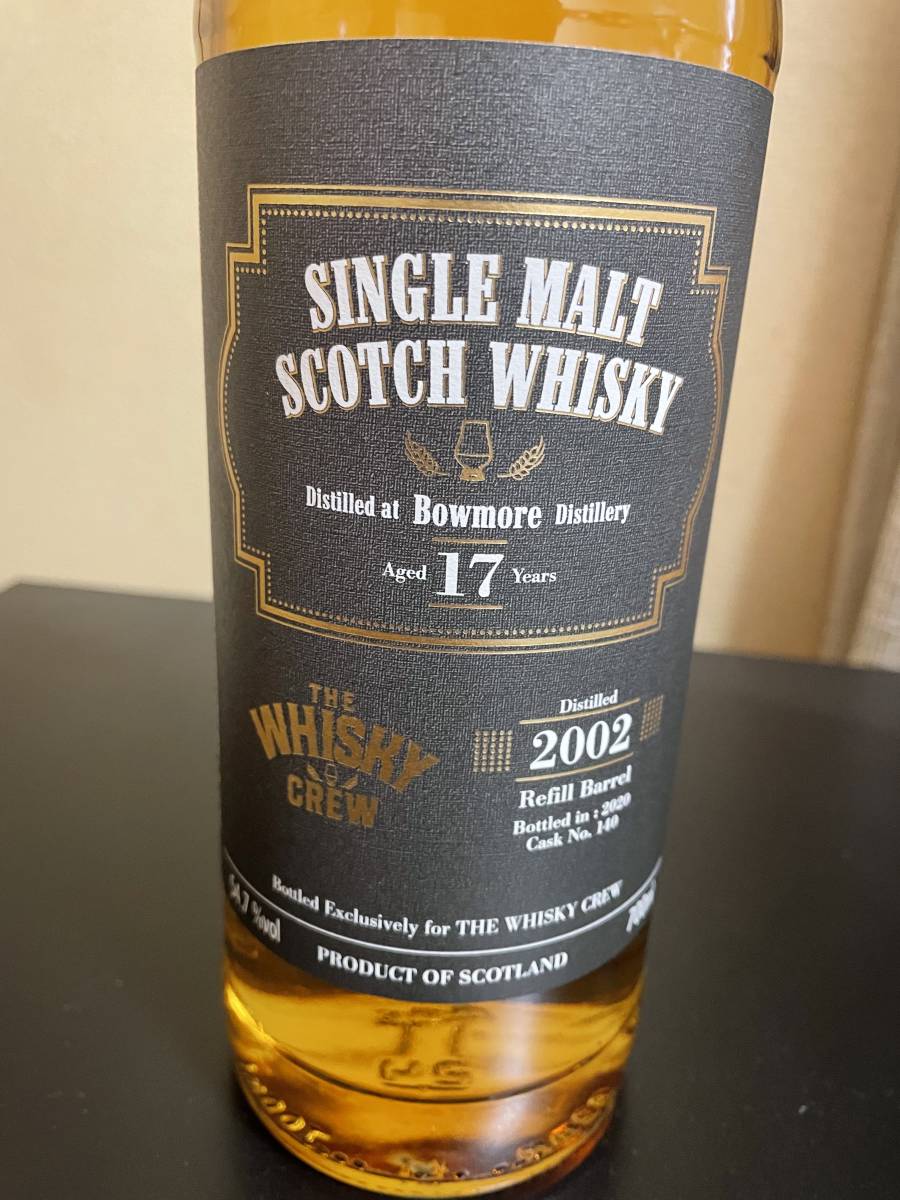 SINGLE MALT
SCOTCH WHISKY
Distilled at Bowmore Distillery
Aged 17 Years
THE
WHISKY
CREW
Distilled
2002
Refill Barrel
Bottled in : 2020
Cask No. 140
Bottled Exclusively for THE WHISKY CREW
54,7 %vol
700ml
PRODUCT OF SCOTLAND